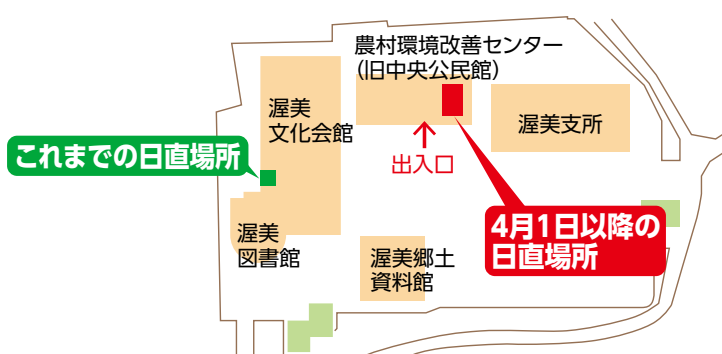 農村環境改善センター
(旧中央公民館)
渥美
文化会館
渥美支所
これまでの日直場所
出入口
4月1日以降の
日直場所
渥美
図書館
渥美郷土
資料館